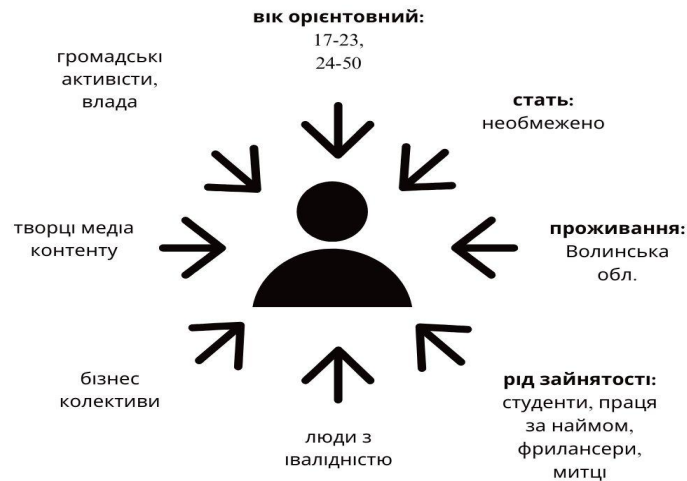 вік орієнтовний:
17-23,
24-50
громадські
активісти,
влада
стать:
необмежено
творці медіа
контенту
проживання:
Волинська
обл.
бізнес
колективи
рід зайнятості:
студенти, праця
за наймом,
фрилансери,
митці
люди з
івалідністю